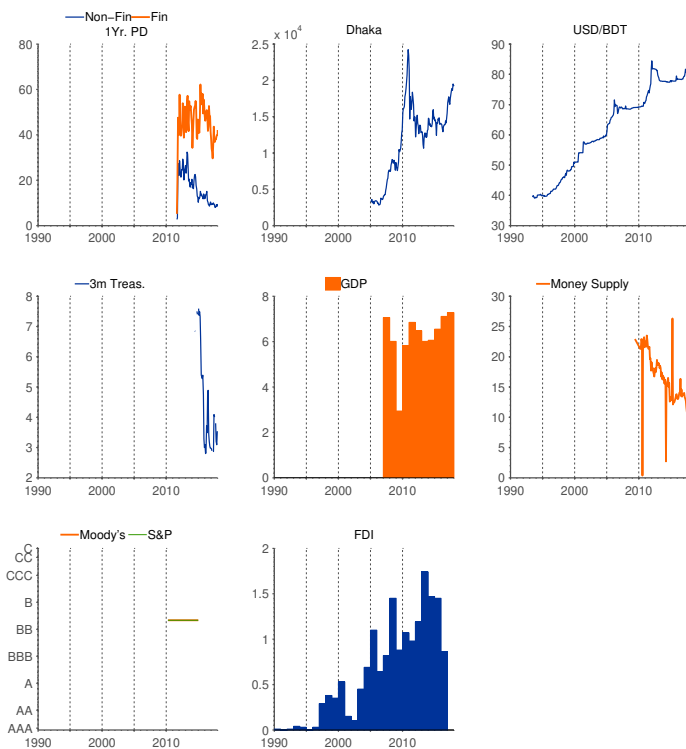 Non−Fin Fin
1Yr. PD
80
60
40
20
0
1990 2000 2010
Dhaka
x 10^4
2.5
2
1.5
1
0.5
0
1990 2000 2010
USD/BDT
90
80
70
60
50
40
30
1990 2000 2010
3m Treas.
8
7
6
5
4
3
2
1990 2000 2010
GDP
8
6
4
2
0
1990 2000 2010
Money Supply
30
25
20
15
10
5
0
1990 2000 2010
Moody's S&P
C
CC
CCC
B
BB
BBB
A
AA
AAA
1990 2000 2010
FDI
2
1.5
1
0.5
0
1990 2000 2010